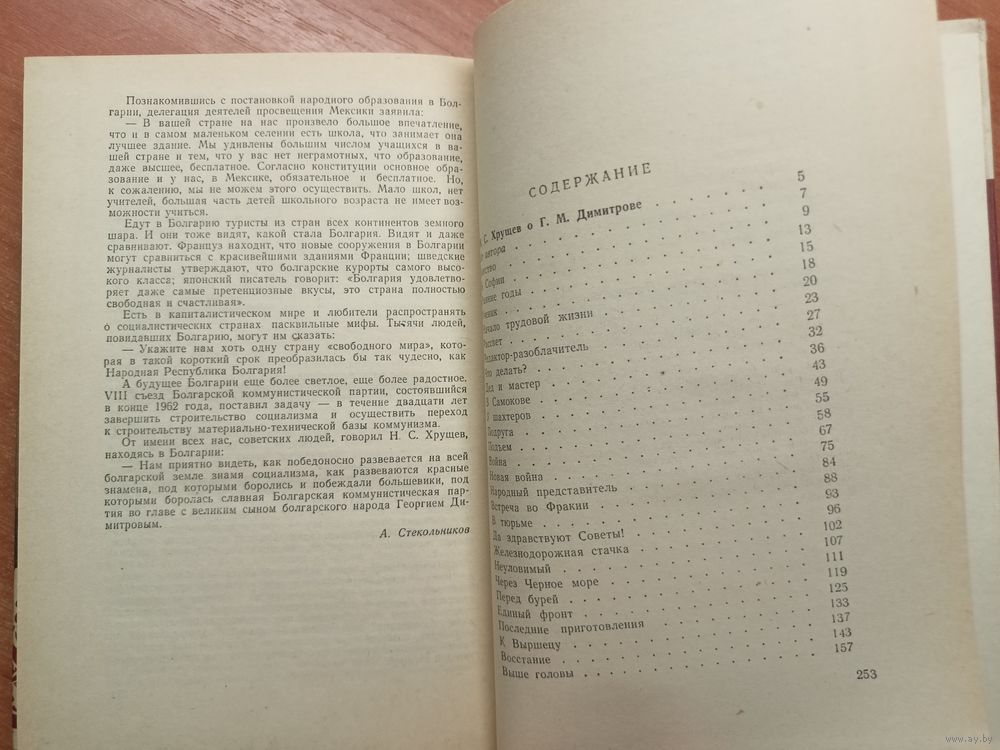 Познакомившись с постановкой народного образования в Бол-
гарии, делегация деятелей просвещения Мексики заявила:
— В вашей стране на нас произвело большое впечатление,
что и в самом маленьком селении есть школа, что занимает она
лучшее здание. Мы удивлены большим числом учащихся в ва-
шей стране и тем, что у вас нет неграмотных, что образование,
даже высшее, бесплатное. Согласно конституции основное обра-
зование и у нас, в Мексике, обязательное и бесплатное. Но,
к сожалению, мы не можем этого осуществить. Мало школ, нет
учителей, большая часть детей школьного возраста не имеет воз-
можности учиться.
Едут в Болгарию туристы из стран всех континентов земного
шара. И они тоже видят, какой стала Болгария. Видят и даже
сравнивают. Француз находит, что новые сооружения в Болгарии
могут сравниться с красивейшими зданиями Франции; шведские
журналисты утверждают, что болгарские курорты самого высо-
кого класса; японский писатель говорит: «Болгария удовлетво-
ряет даже самые претенциозные вкусы, это страна полностью
свободная и счастливая».
Есть в капиталистическом мире и любители распространять
о социалистических странах пасквильные мифы. Тысячи людей,
повидавших Болгарию, могут им сказать:
— Укажите нам хоть одну страну «свободного мира», кото-
рая в такой короткий срок преобразилась бы так чудесно, как
Народная Республика Болгария!
А будущее Болгарии еще более светлое, еще более радостное.
VIII съезд Болгарской коммунистической партии, состоявшийся
в конце 1962 года, поставил задачу — в течение двадцати лет
завершить строительство социализма и осуществить переход
к строительству материально-технической базы коммунизма.
От имени всех нас, советских людей, говорил Н. С. Хрущев,
находясь в Болгарии:
— Нам приятно видеть, как победоносно развевается на всей
болгарской земле знамя социализма, как развеваются красные
знамена, под которыми боролись и побеждали большевики, под
которыми боролась славная Болгарская коммунистическая пар-
тия во главе с великим сыном болгарского народа Георгием Ди-
митровым.
А. Стекольников
СОДЕРЖАНИЕ
С. Хрущев о Г. М. Димитрове 5
автора 7
9
Софии 13
годы 15
18
Начало трудовой жизни 20
Рассвет 23
Редактор-разоблачитель 27
Что делать? 32
Дед и мастер 36
В Самокове 43
У шахтеров 49
Подруга 55
Подъем 58
Война 67
Новая война 75
Народный представитель 84
Встреча во Фракии 88
В тюрьме 93
Да здравствуют Советы! 96
Железнодорожная стачка 102
Неуловимый 107
Через Черное море 111
Перед бурей 119
Единый фронт 125
Последние приготовления 133
К Выршецу 137
Восстание 143
Выше головы 157
253
www.ay.by